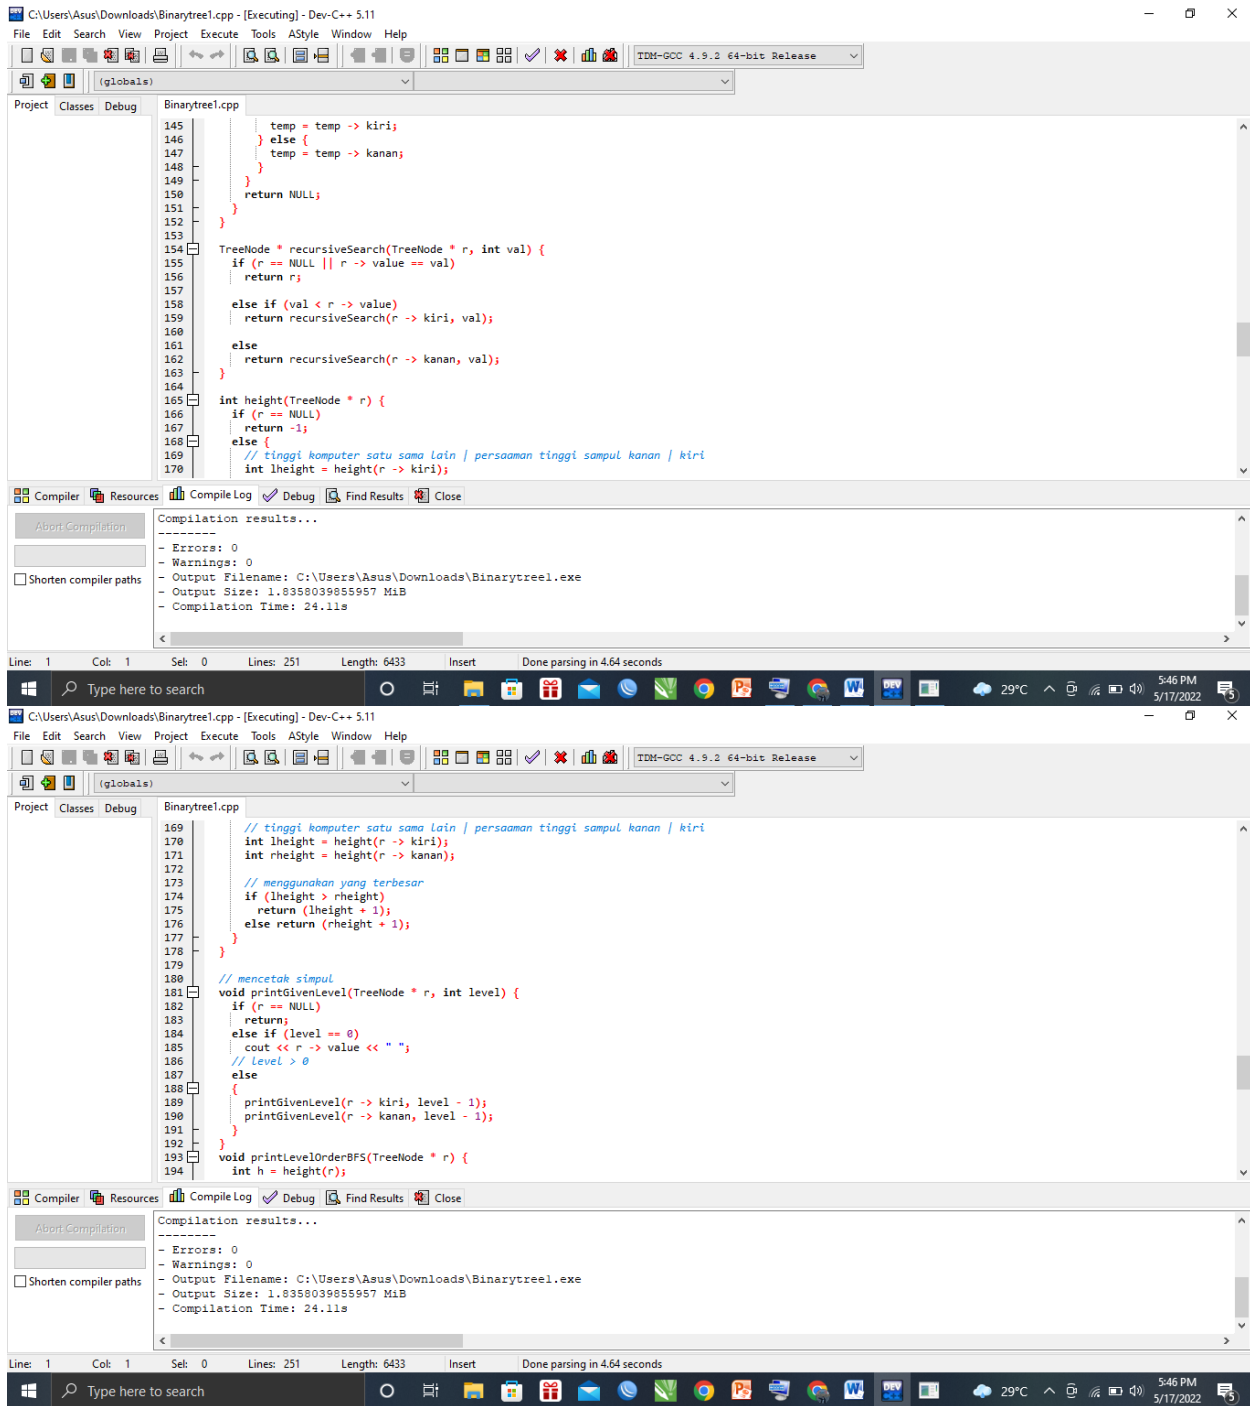 C:\Users\Asus\Downloads\Binarytree1.cpp - [Executing] - Dev-C++ 5.11
File Edit Search View Project Execute Tools AStyle Window Help
TDM-GCC 4.9.2 64-bit Release
(globals)
Project Classes Debug Binarytree1.cpp
145 temp = temp -> kiri;
146 } else {
147 temp = temp -> kanan;
148 }
149 }
150 return NULL;
151 }
152 }
153
154 TreeNode * recursiveSearch(TreeNode * r, int val) {
155 if (r == NULL || r -> value == val)
156 return r;
157
158 else if (val < r -> value)
159 return recursiveSearch(r -> kiri, val);
160
161 else
162 return recursiveSearch(r -> kanan, val);
163 }
164
165 int height(TreeNode * r) {
166 if (r == NULL)
167 return -1;
168 else {
169 // tinggi komputer satu sama lain | persaaman tinggi sampul kanan | kiri
170 int lheight = height(r -> kiri);
Compiler Resources Compile Log Debug Find Results Close
Abort Compilation
Shorten compiler paths
Compilation results...
--------
- Errors: 0
- Warnings: 0
- Output Filename: C:\Users\Asus\Downloads\Binarytree1.exe
- Output Size: 1.8358039855957 MiB
- Compilation Time: 24.11s
Line: 1 Col: 1 Sel: 0 Lines: 251 Length: 6433 Insert Done parsing in 4.64 seconds
Type here to search 29°C 5:46 PM
5/17/2022 5
C:\Users\Asus\Downloads\Binarytree1.cpp - [Executing] - Dev-C++ 5.11
File Edit Search View Project Execute Tools AStyle Window Help
TDM-GCC 4.9.2 64-bit Release
(globals)
Project Classes Debug Binarytree1.cpp
169 // tinggi komputer satu sama lain | persaaman tinggi sampul kanan | kiri
170 int lheight = height(r -> kiri);
171 int rheight = height(r -> kanan);
172
173 // menggunakan yang terbesar
174 if (lheight > rheight)
175 return (lheight + 1);
176 else return (rheight + 1);
177 }
178 }
179
180 // mencetak simpul
181 void printGivenLevel(TreeNode * r, int level) {
182 if (r == NULL)
183 return;
184 else if (level == 0)
185 cout << r -> value << " ";
186 // level > 0
187 else
188 {
189 printGivenLevel(r -> kiri, level - 1);
190 printGivenLevel(r -> kanan, level - 1);
191 }
192 }
193 void printLevelOrderBFS(TreeNode * r) {
194 int h = height(r);
Compiler Resources Compile Log Debug Find Results Close
Abort Compilation
Shorten compiler paths
Compilation results...
--------
- Errors: 0
- Warnings: 0
- Output Filename: C:\Users\Asus\Downloads\Binarytree1.exe
- Output Size: 1.8358039855957 MiB
- Compilation Time: 24.11s
Line: 1 Col: 1 Sel: 0 Lines: 251 Length: 6433 Insert Done parsing in 4.64 seconds
Type here to search 29°C 5:46 PM
5/17/2022 5